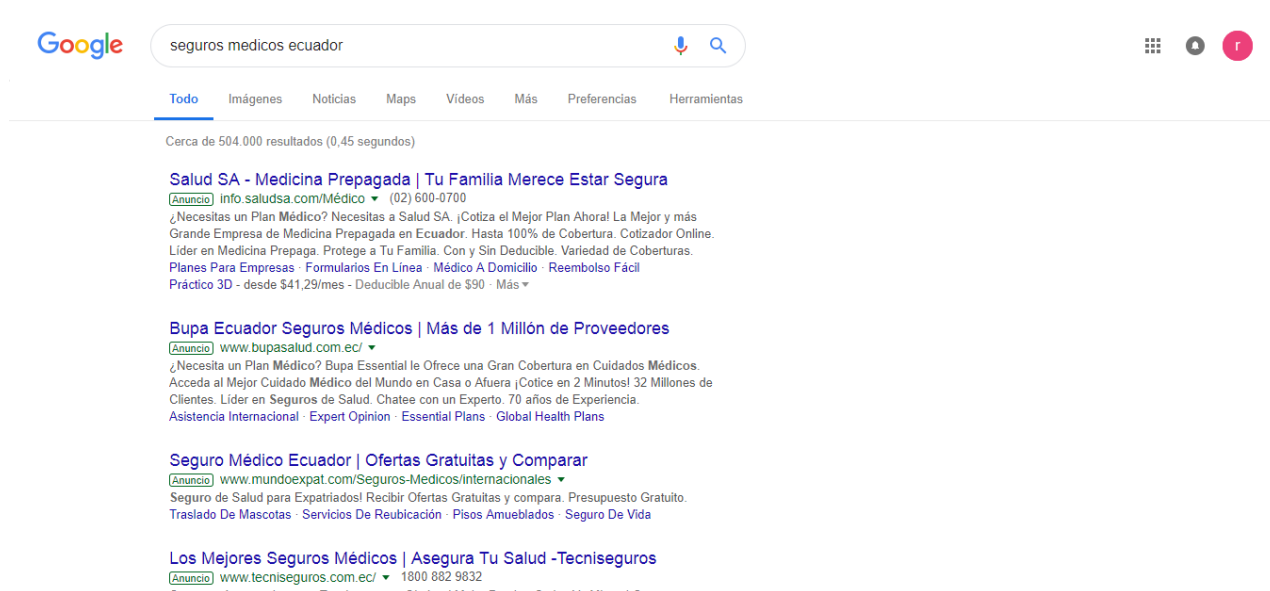 Google
seguros medicos ecuador
r
Todo Imágenes Noticias Maps Vídeos Más Preferencias Herramientas
Cerca de 504.000 resultados (0,45 segundos)
Salud SA - Medicina Prepagada | Tu Familia Merece Estar Segura
Anuncio info.saludsa.com/Médico (02) 600-0700
¿Necesitas un Plan Médico? Necesitas a Salud SA. ¡Cotiza el Mejor Plan Ahora! La Mejor y más
Grande Empresa de Medicina Prepagada en Ecuador. Hasta 100% de Cobertura. Cotizador Online.
Líder en Medicina Prepaga. Protege a Tu Familia. Con y Sin Deducible. Variedad de Coberturas.
Planes Para Empresas · Formularios En Línea · Médico A Domicilio · Reembolso Fácil
Práctico 3D - desde $41,29/mes - Deducible Anual de $90 · Más
Bupa Ecuador Seguros Médicos | Más de 1 Millón de Proveedores
Anuncio www.bupasalud.com.ec/
¿Necesita un Plan Médico? Bupa Essential le Ofrece una Gran Cobertura en Cuidados Médicos.
Acceda al Mejor Cuidado Médico del Mundo en Casa o Afuera ¡Cotice en 2 Minutos! 32 Millones de
Clientes. Líder en Seguros de Salud. Chatee con un Experto. 70 años de Experiencia.
Asistencia Internacional · Expert Opinion · Essential Plans · Global Health Plans
Seguro Médico Ecuador | Ofertas Gratuitas y Comparar
Anuncio www.mundoexpat.com/Seguros-Medicos/internacionales
Seguro de Salud para Expatriados! Recibir Ofertas Gratuitas y compara. Presupuesto Gratuito.
Traslado De Mascotas · Servicios De Reubicación · Pisos Amueblados · Seguro De Vida
Los Mejores Seguros Médicos | Asegura Tu Salud -Tecniseguros
Anuncio www.tecniseguros.com.ec/ 1800 882 9832